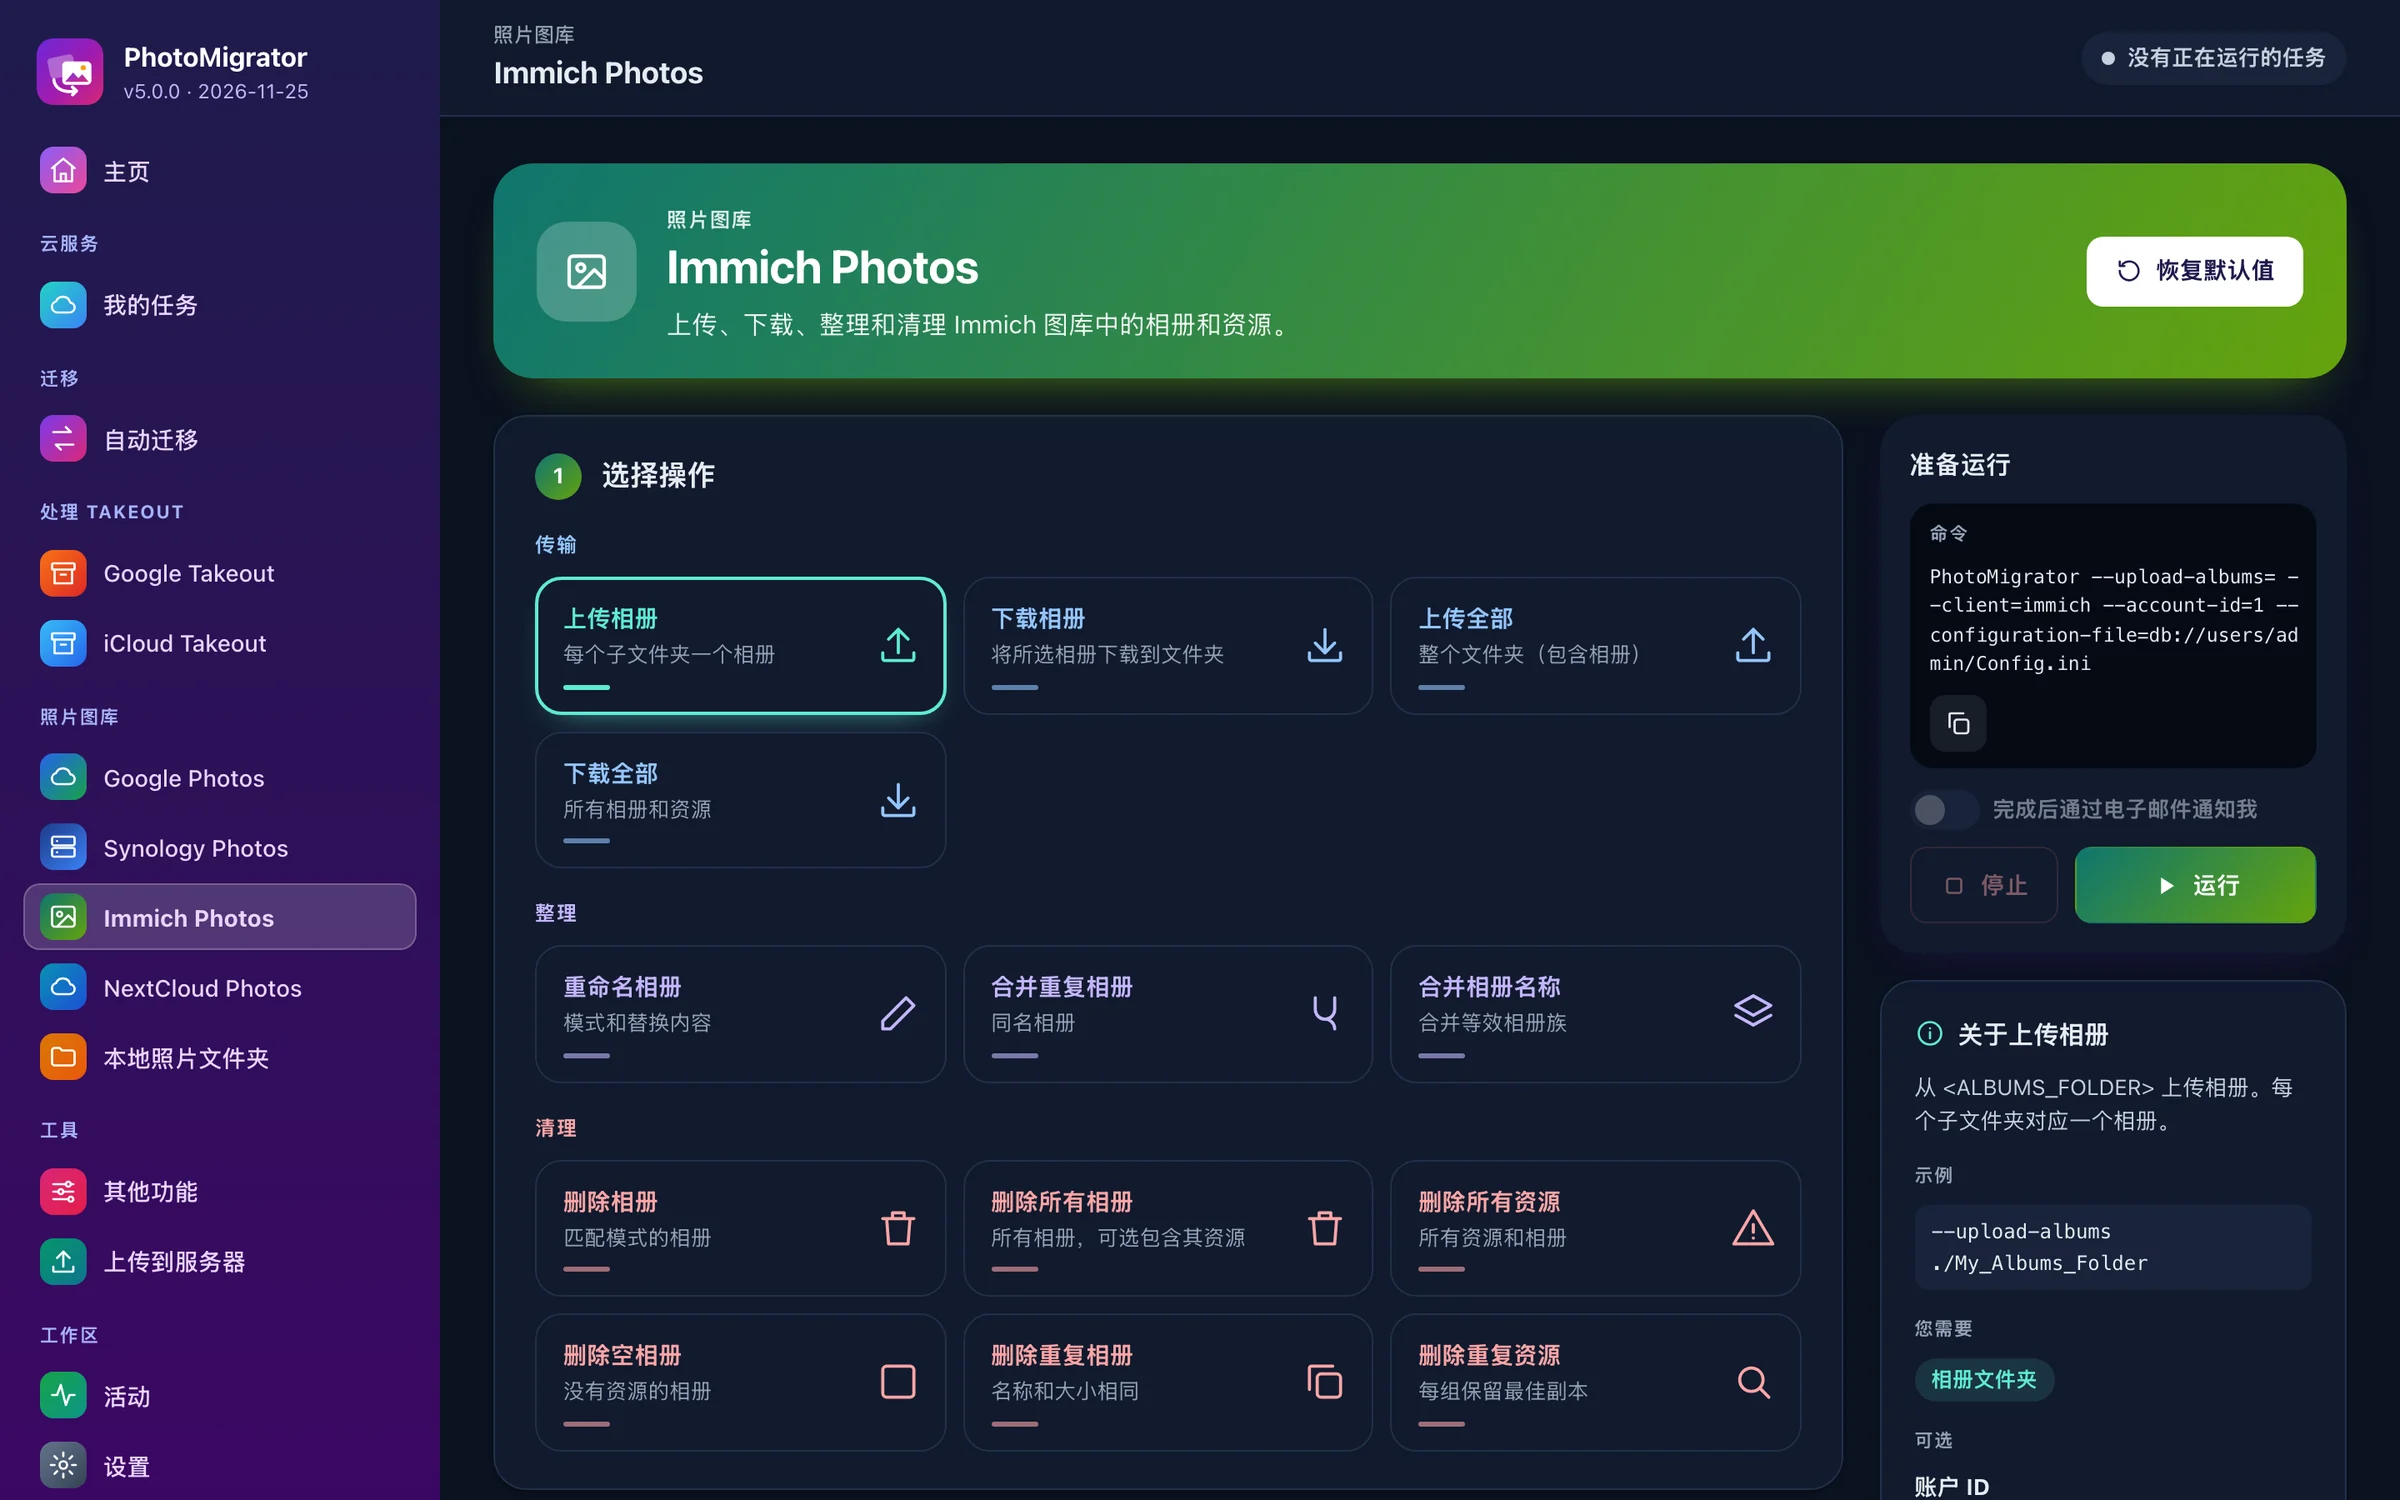 PhotoMigrator
v5.0.0 · 2026-11-25
主页
云服务
我的任务
迁移
自动迁移
处理 TAKEOUT
Google Takeout
iCloud Takeout
照片图库
Google Photos
Synology Photos
Immich Photos
NextCloud Photos
本地照片文件夹
工具
其他功能
上传到服务器
工作区
活动
设置
照片图库
Immich Photos
没有正在运行的任务
照片图库
Immich Photos
上传、下载、整理和清理 Immich 图库中的相册和资源。
恢复默认值
1 选择操作
传输
上传相册
每个子文件夹一个相册
下载相册
将所选相册下载到文件夹
上传全部
整个文件夹（包含相册）
下载全部
所有相册和资源
整理
重命名相册
模式和替换内容
合并重复相册
同名相册
合并相册名称
合并等效相册族
清理
删除相册
匹配模式的相册
删除所有相册
所有相册，可选包含其资源
删除所有资源
所有资源和相册
删除空相册
没有资源的相册
删除重复相册
名称和大小相同
删除重复资源
每组保留最佳副本
准备运行
命令
PhotoMigrator --upload-albums= -
-client=immich --account-id=1 --
configuration-file=db://users/ad
min/Config.ini
完成后通过电子邮件通知我
停止
运行
关于上传相册
从 <ALBUMS_FOLDER> 上传相册。每
个子文件夹对应一个相册。
示例
--upload-albums
./My_Albums_Folder
您需要
相册文件夹
可选
账户 ID